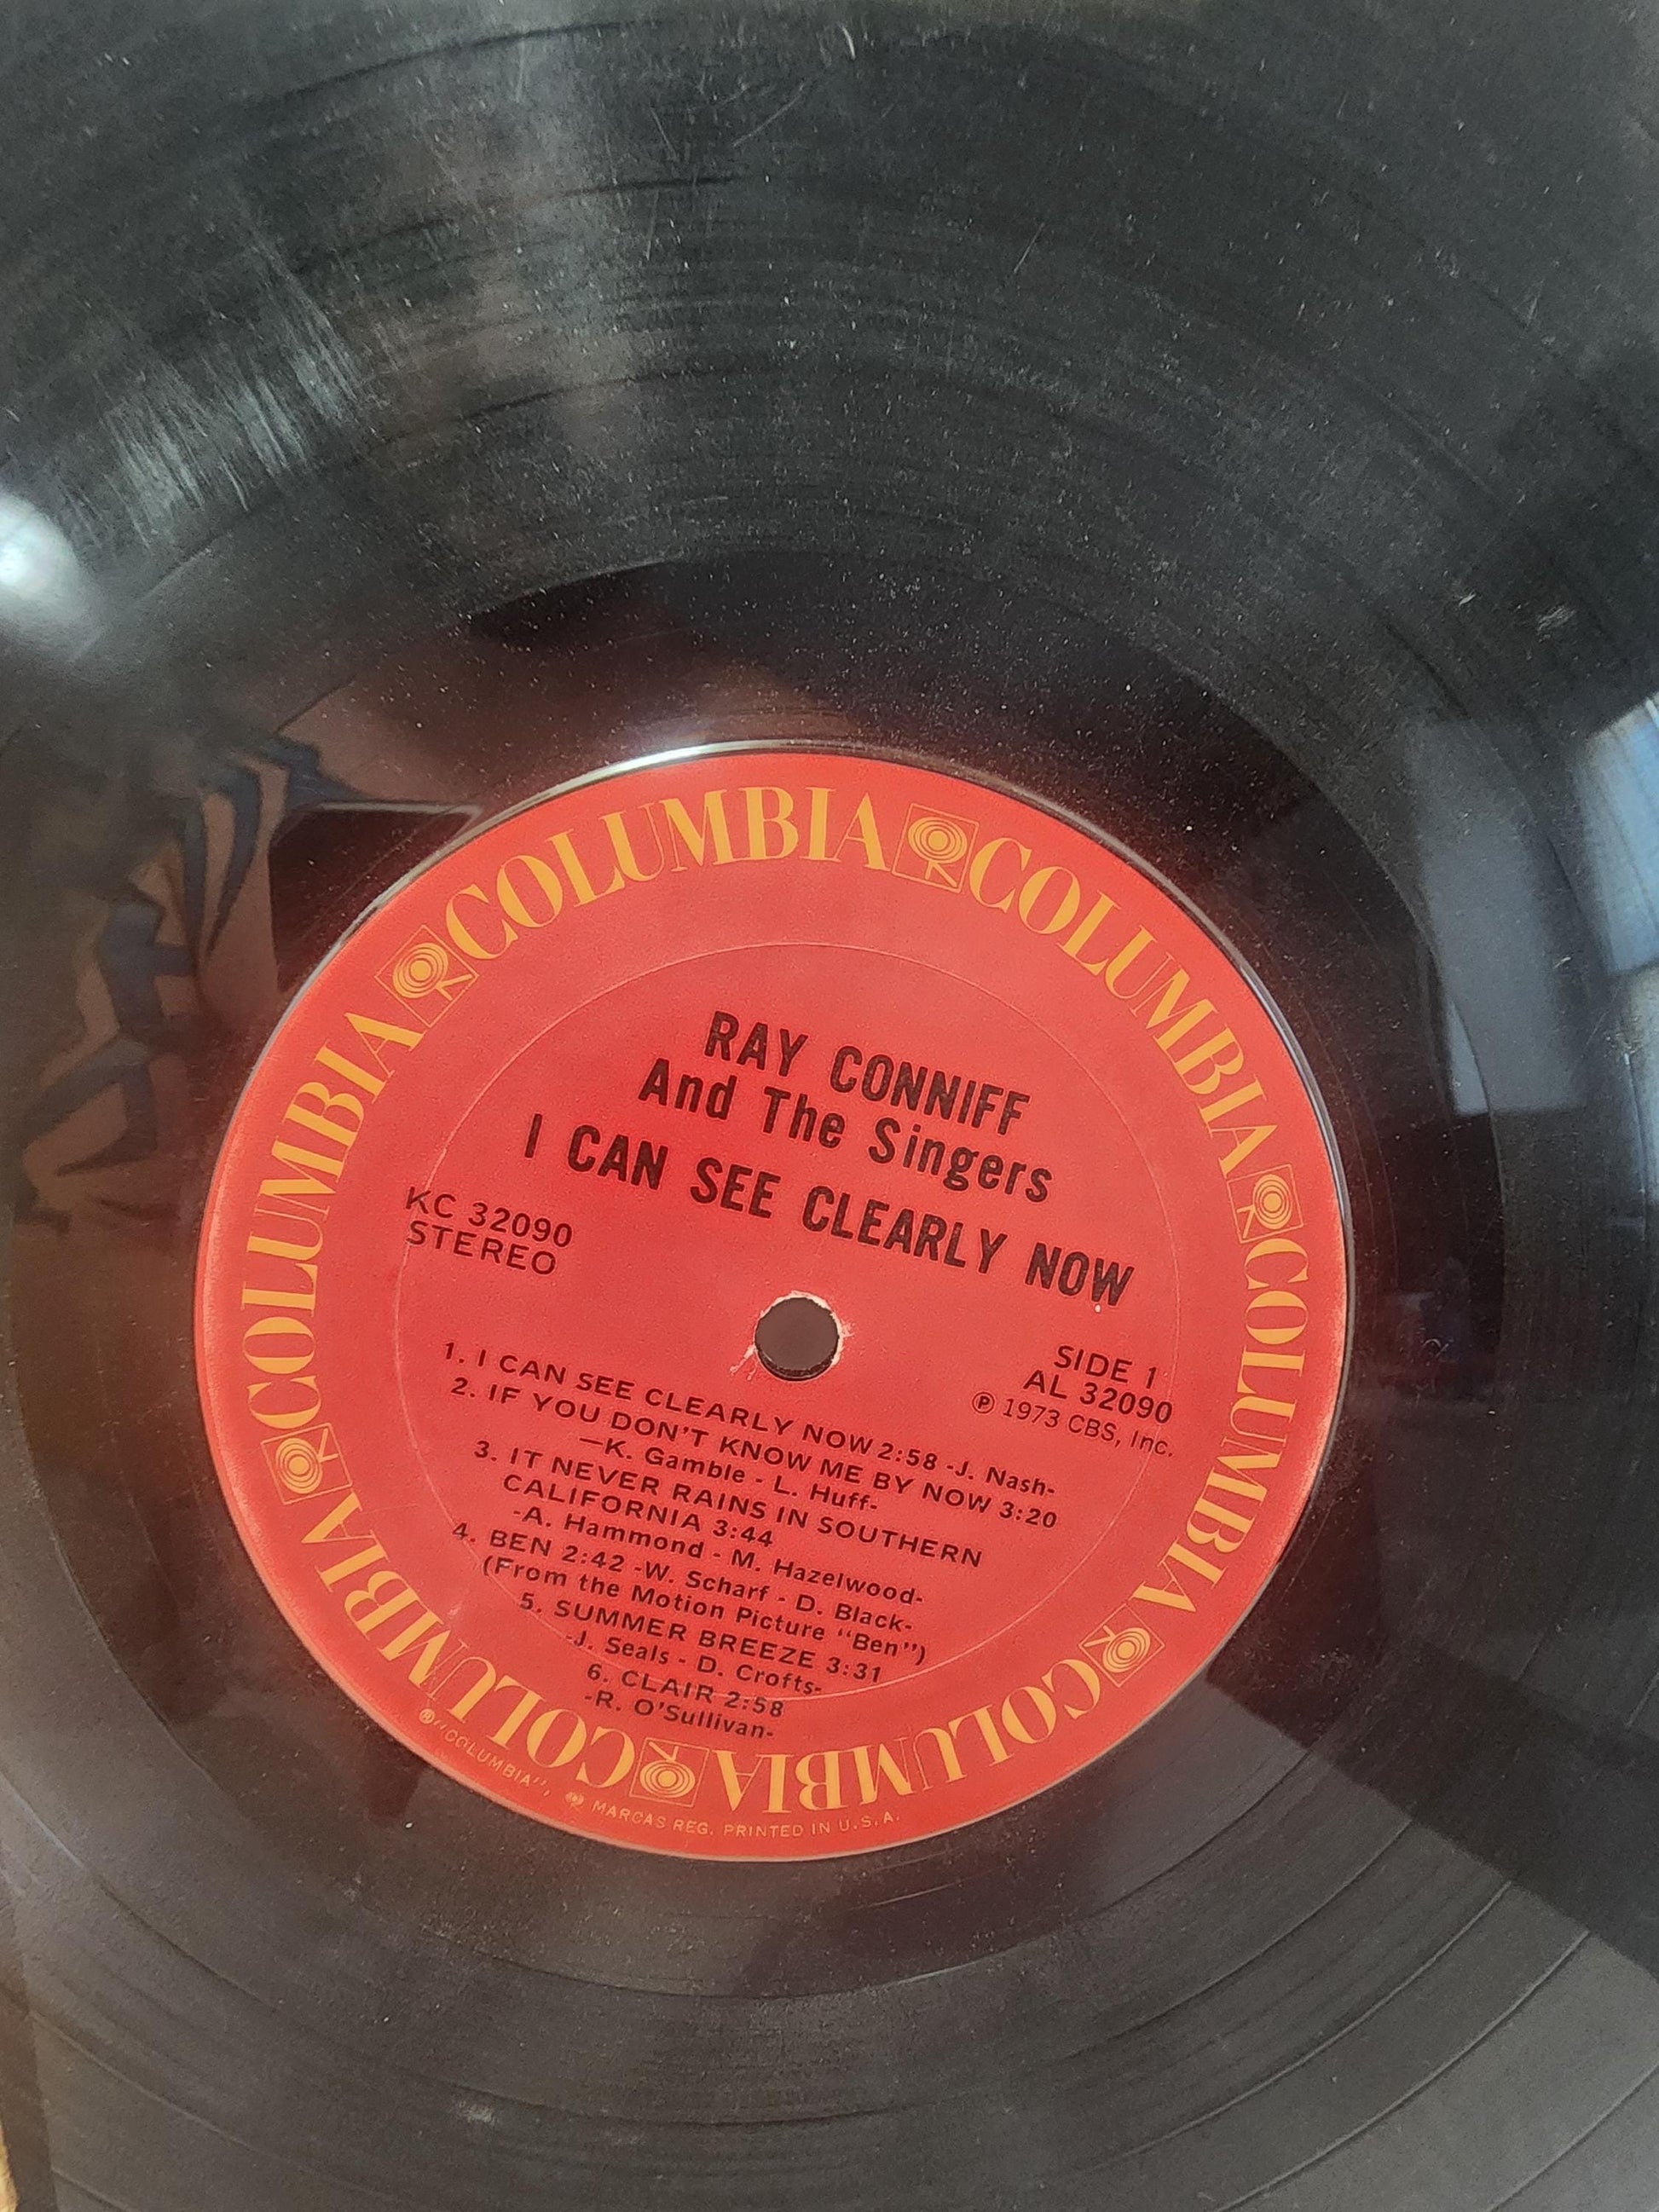 COLUMBIA COLUMBIA COLUMBIA COLUMBIA COLUMBIA COLUMBIA
RAY CONNIFF
And The Singers
I CAN SEE CLEARLY NOW
KC 32090
STEREO
SIDE 1
AL 32090
℗ 1973 CBS, Inc.
1. I CAN SEE CLEARLY NOW 2:58 -J. Nash-
2. IF YOU DON'T KNOW ME BY NOW 3:20
—K. Gamble - L. Huff-
3. IT NEVER RAINS IN SOUTHERN
CALIFORNIA 3:44
-A. Hammond - M. Hazelwood-
4. BEN 2:42 -W. Scharf - D. Black-
(From the Motion Picture "Ben")
5. SUMMER BREEZE 3:31
-J. Seals - D. Crofts-
6. CLAIR 2:58
-R. O'Sullivan-
® "COLUMBIA", MARCAS REG. PRINTED IN U.S.A.